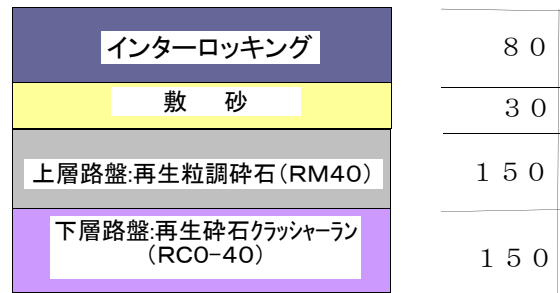 インターロッキング
８０
敷　砂
３０
上層路盤:再生粒調砕石(RM40)
１５０
下層路盤:再生砕石クラッシャーラン
(RC0-40)
１５０